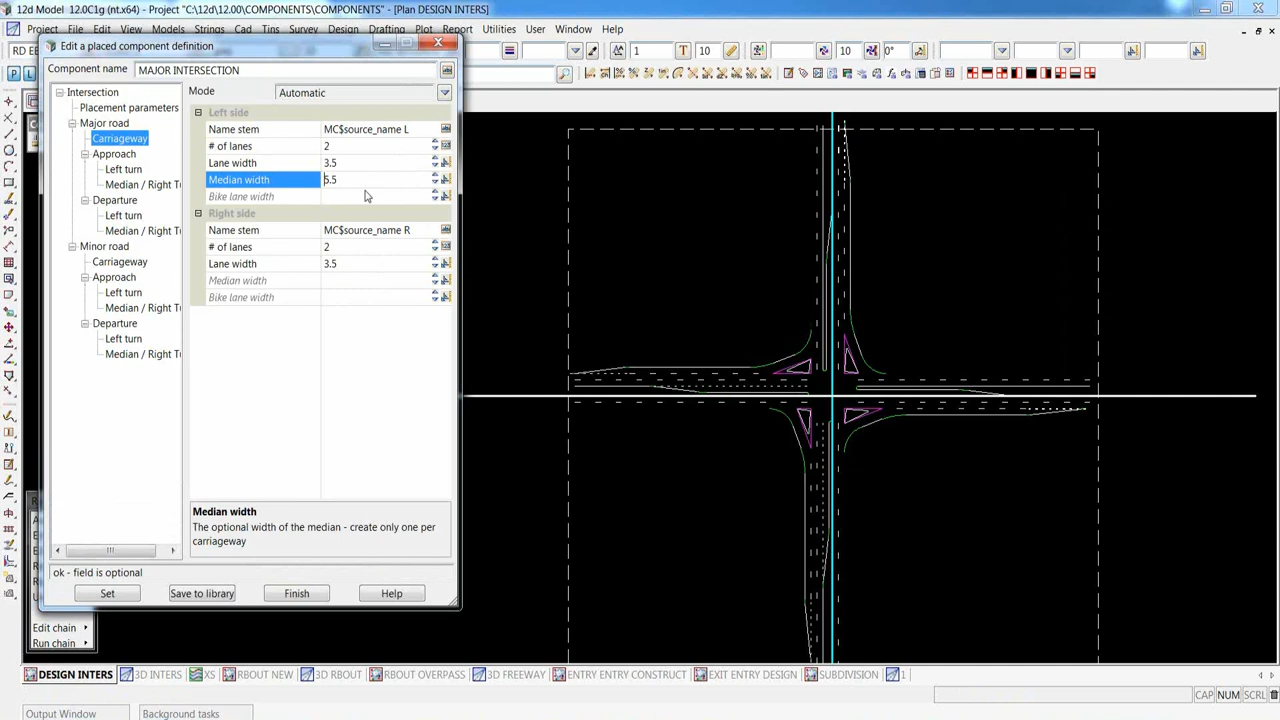 12d Model 12.0C1g (nt.x64) - Project "C:\12d\12.00\COMPONENTS\COMPONENTS" - [Plan DESIGN INTERS]
Project File Edit View Models Strings Cad Tins Survey Design Drafting Plot Report Utilities User Window Help
Edit a placed component definition
1 10 10 0°
Component name MAJOR INTERSECTION
P L
Intersection
Placement parameters
Major road
Carriageway
Approach
Left turn
Median / Right T
Departure
Left turn
Median / Right T
Minor road
Carriageway
Approach
Left turn
Median / Right T
Departure
Left turn
Median / Right T
Mode Automatic
Left side
Name stem MC$source_name L
# of lanes 2
Lane width 3.5
Median width 5.5
Bike lane width
Right side
Name stem MC$source_name R
# of lanes 2
Lane width 3.5
Median width
Bike lane width
Median width
The optional width of the median - create only one per
carriageway
ok - field is optional
Set Save to library Finish Help
Edit chain
Run chain
DESIGN INTERS 3D INTERS XS RBOUT NEW 3D RBOUT RBOUT OVERPASS 3D FREEWAY ENTRY ENTRY CONSTRUCT EXIT ENTRY DESIGN SUBDIVISION 1
CAP NUM SCRL
Output Window Background tasks